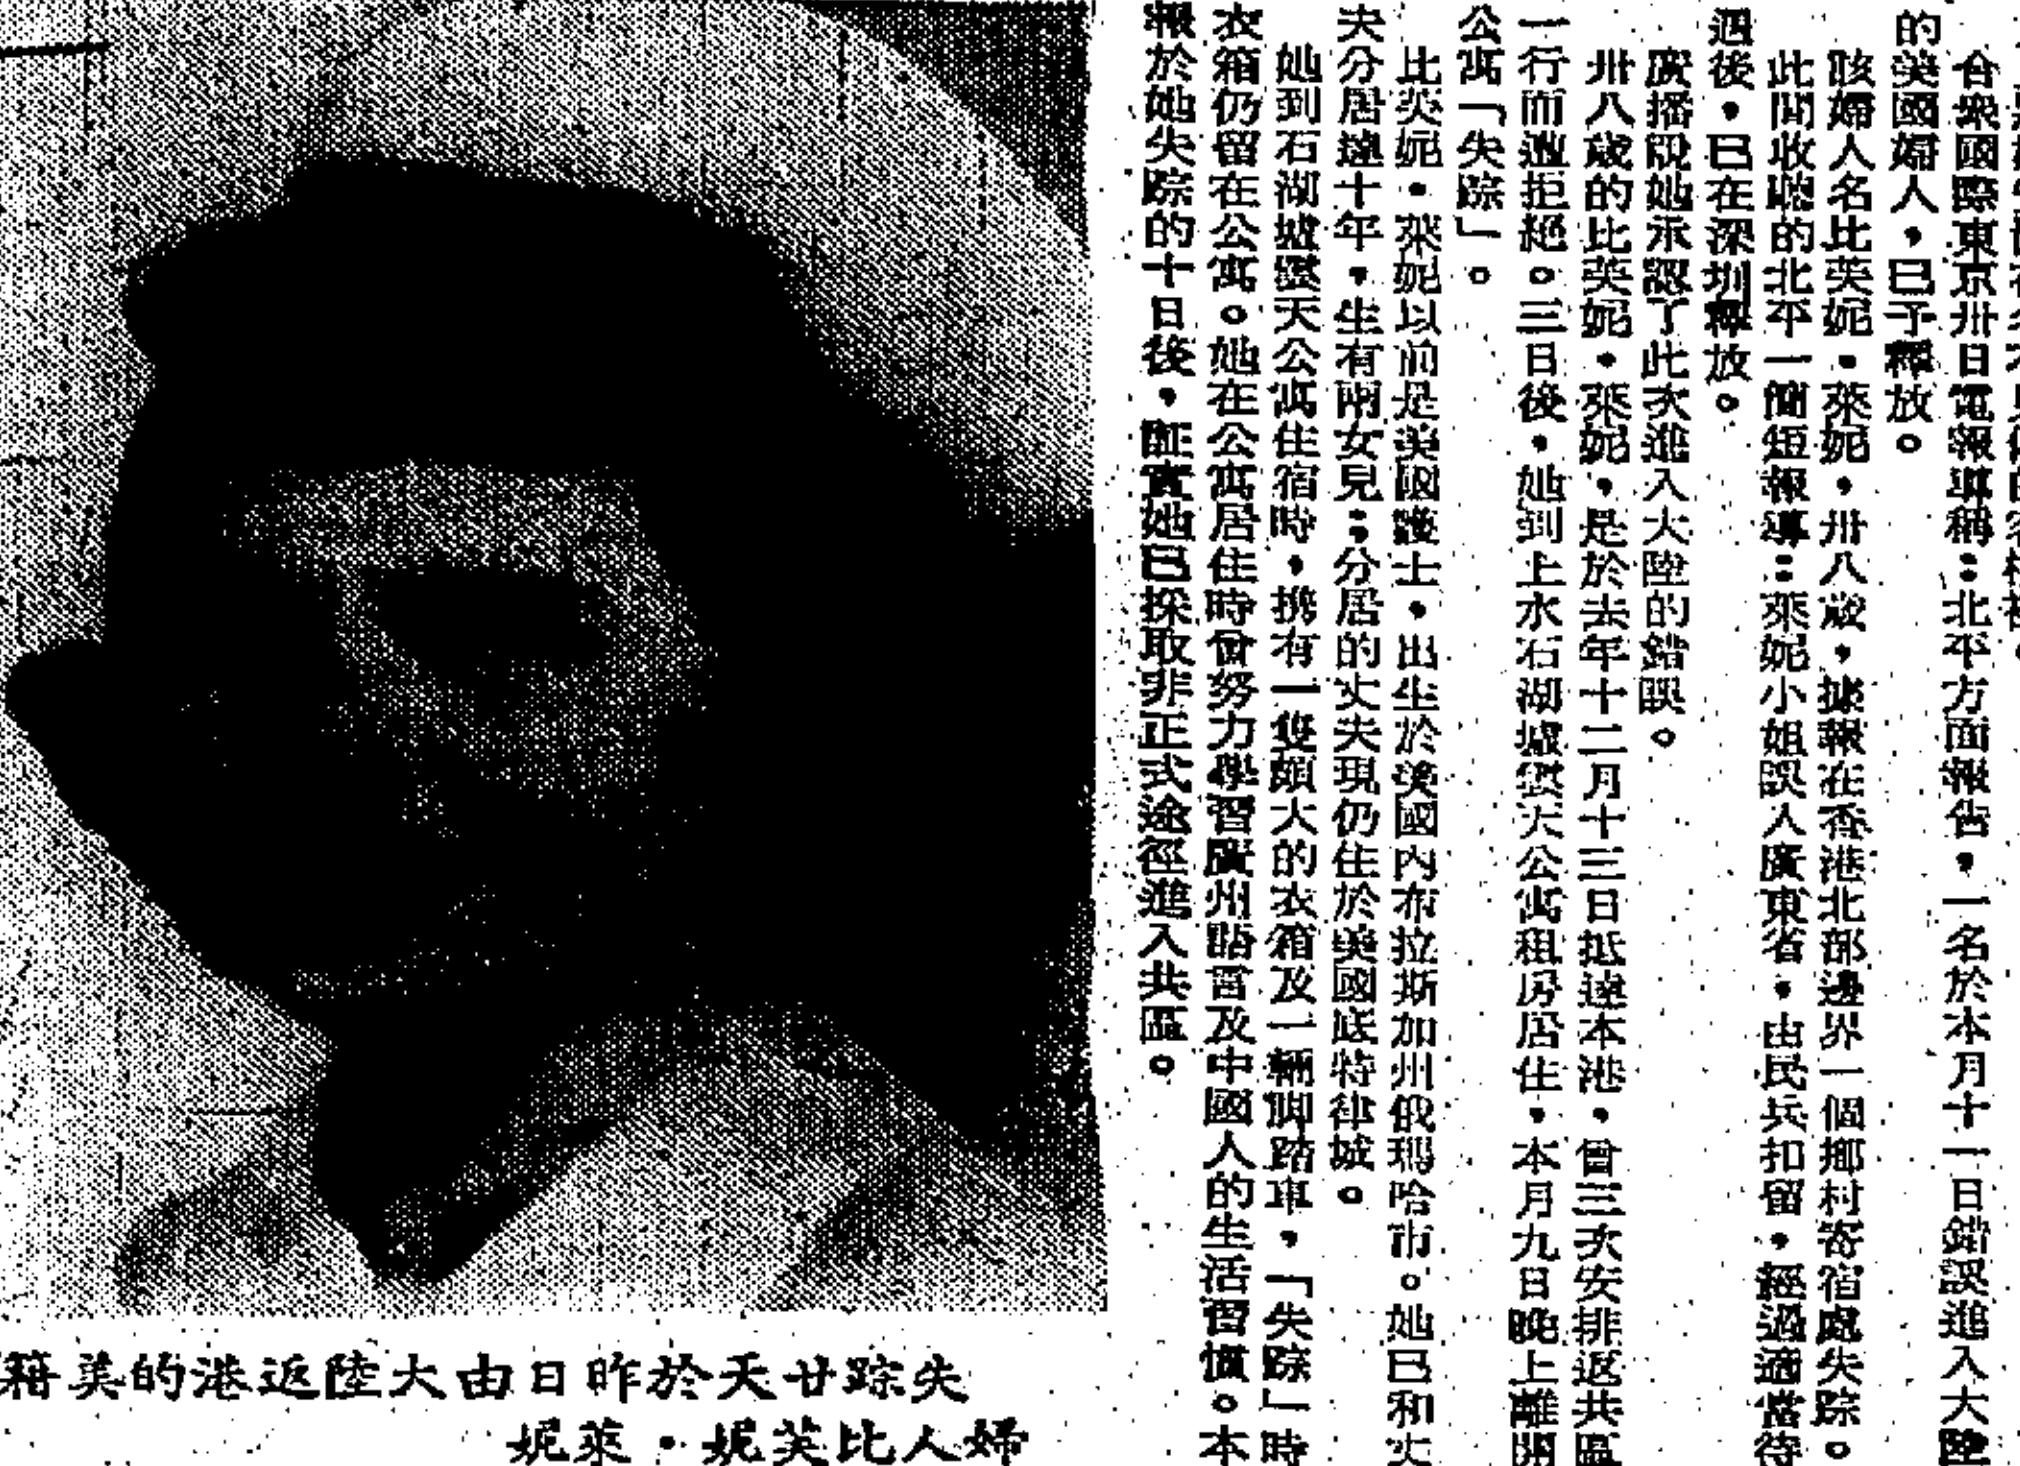 合衆國際東京卅日電報導稱：北平方面報告，一名於本月十一日錯誤進入大陸
的美國婦人，已予釋放。
該婦人名比英妮・萊妮，卅八歲，據報在香港北部邊界一個鄉村寄宿處失踪。
此間收聽的北平一簡短報導：萊妮小姐誤入廣東省，由民兵扣留，經過適當待
遇後，已在深圳釋放。
廣播說她承認了此次進入大陸的錯誤。
卅八歲的比英妮・萊妮，是於去年十二月十三日抵達本港，曾三次安排返共區
一行而遭拒絕。三日後，她到上水石湖墟雲天公寓租房居住，本月九日晚上離開
公寓「失踪」。
比英妮・萊妮以前是美國護士，出生於美國內布拉斯加州俄瑪哈市。她已和丈
夫分居達十年，生有兩女兒；分居的丈夫現仍住於美國底特律城。
她到石湖墟雲天公寓住宿時，携有一隻頗大的衣箱及一輛脚踏車，「失踪」時
衣箱仍留在公寓。她在公寓居住時曾努力學習廣州話言及中國人的生活習慣。本
報於她失踪的十日後，証實她已採取非正式途徑進入共區。
失踪廿天於昨日由大陸返港的美籍
婦人比英妮・萊妮